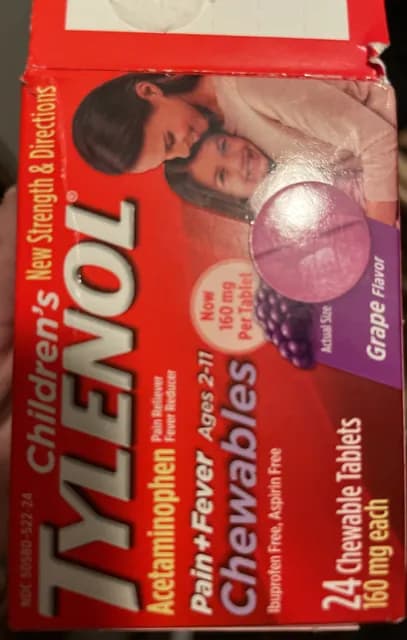 NDC 50580-522-24
Children's New Strength & Directions
TYLENOL®
Acetaminophen Pain Reliever
Fever Reducer
Pain+Fever Ages 2-11
Chewables
Ibuprofen Free, Aspirin Free
Now
160 mg
Per Tablet
Actual Size
Grape Flavor
24 Chewable Tablets
160 mg each